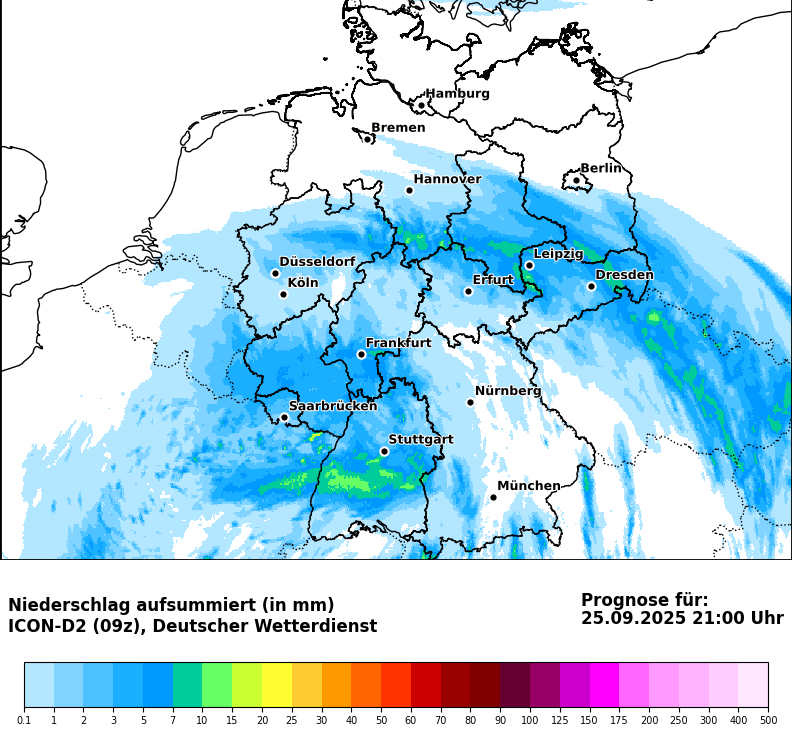 Hamburg
Bremen
Berlin
Hannover
Leipzig
Düsseldorf
Dresden
Köln
Erfurt
Frankfurt
Nürnberg
Saarbrücken
Stuttgart
München
Niederschlag aufsummiert (in mm)
ICON-D2 (09z), Deutscher Wetterdienst
Prognose für:
25.09.2025 21:00 Uhr
0.1 1 2 3 5 7 10 15 20 25 30 40 50 60 70 80 90 100 125 150 175 200 250 300 400 500